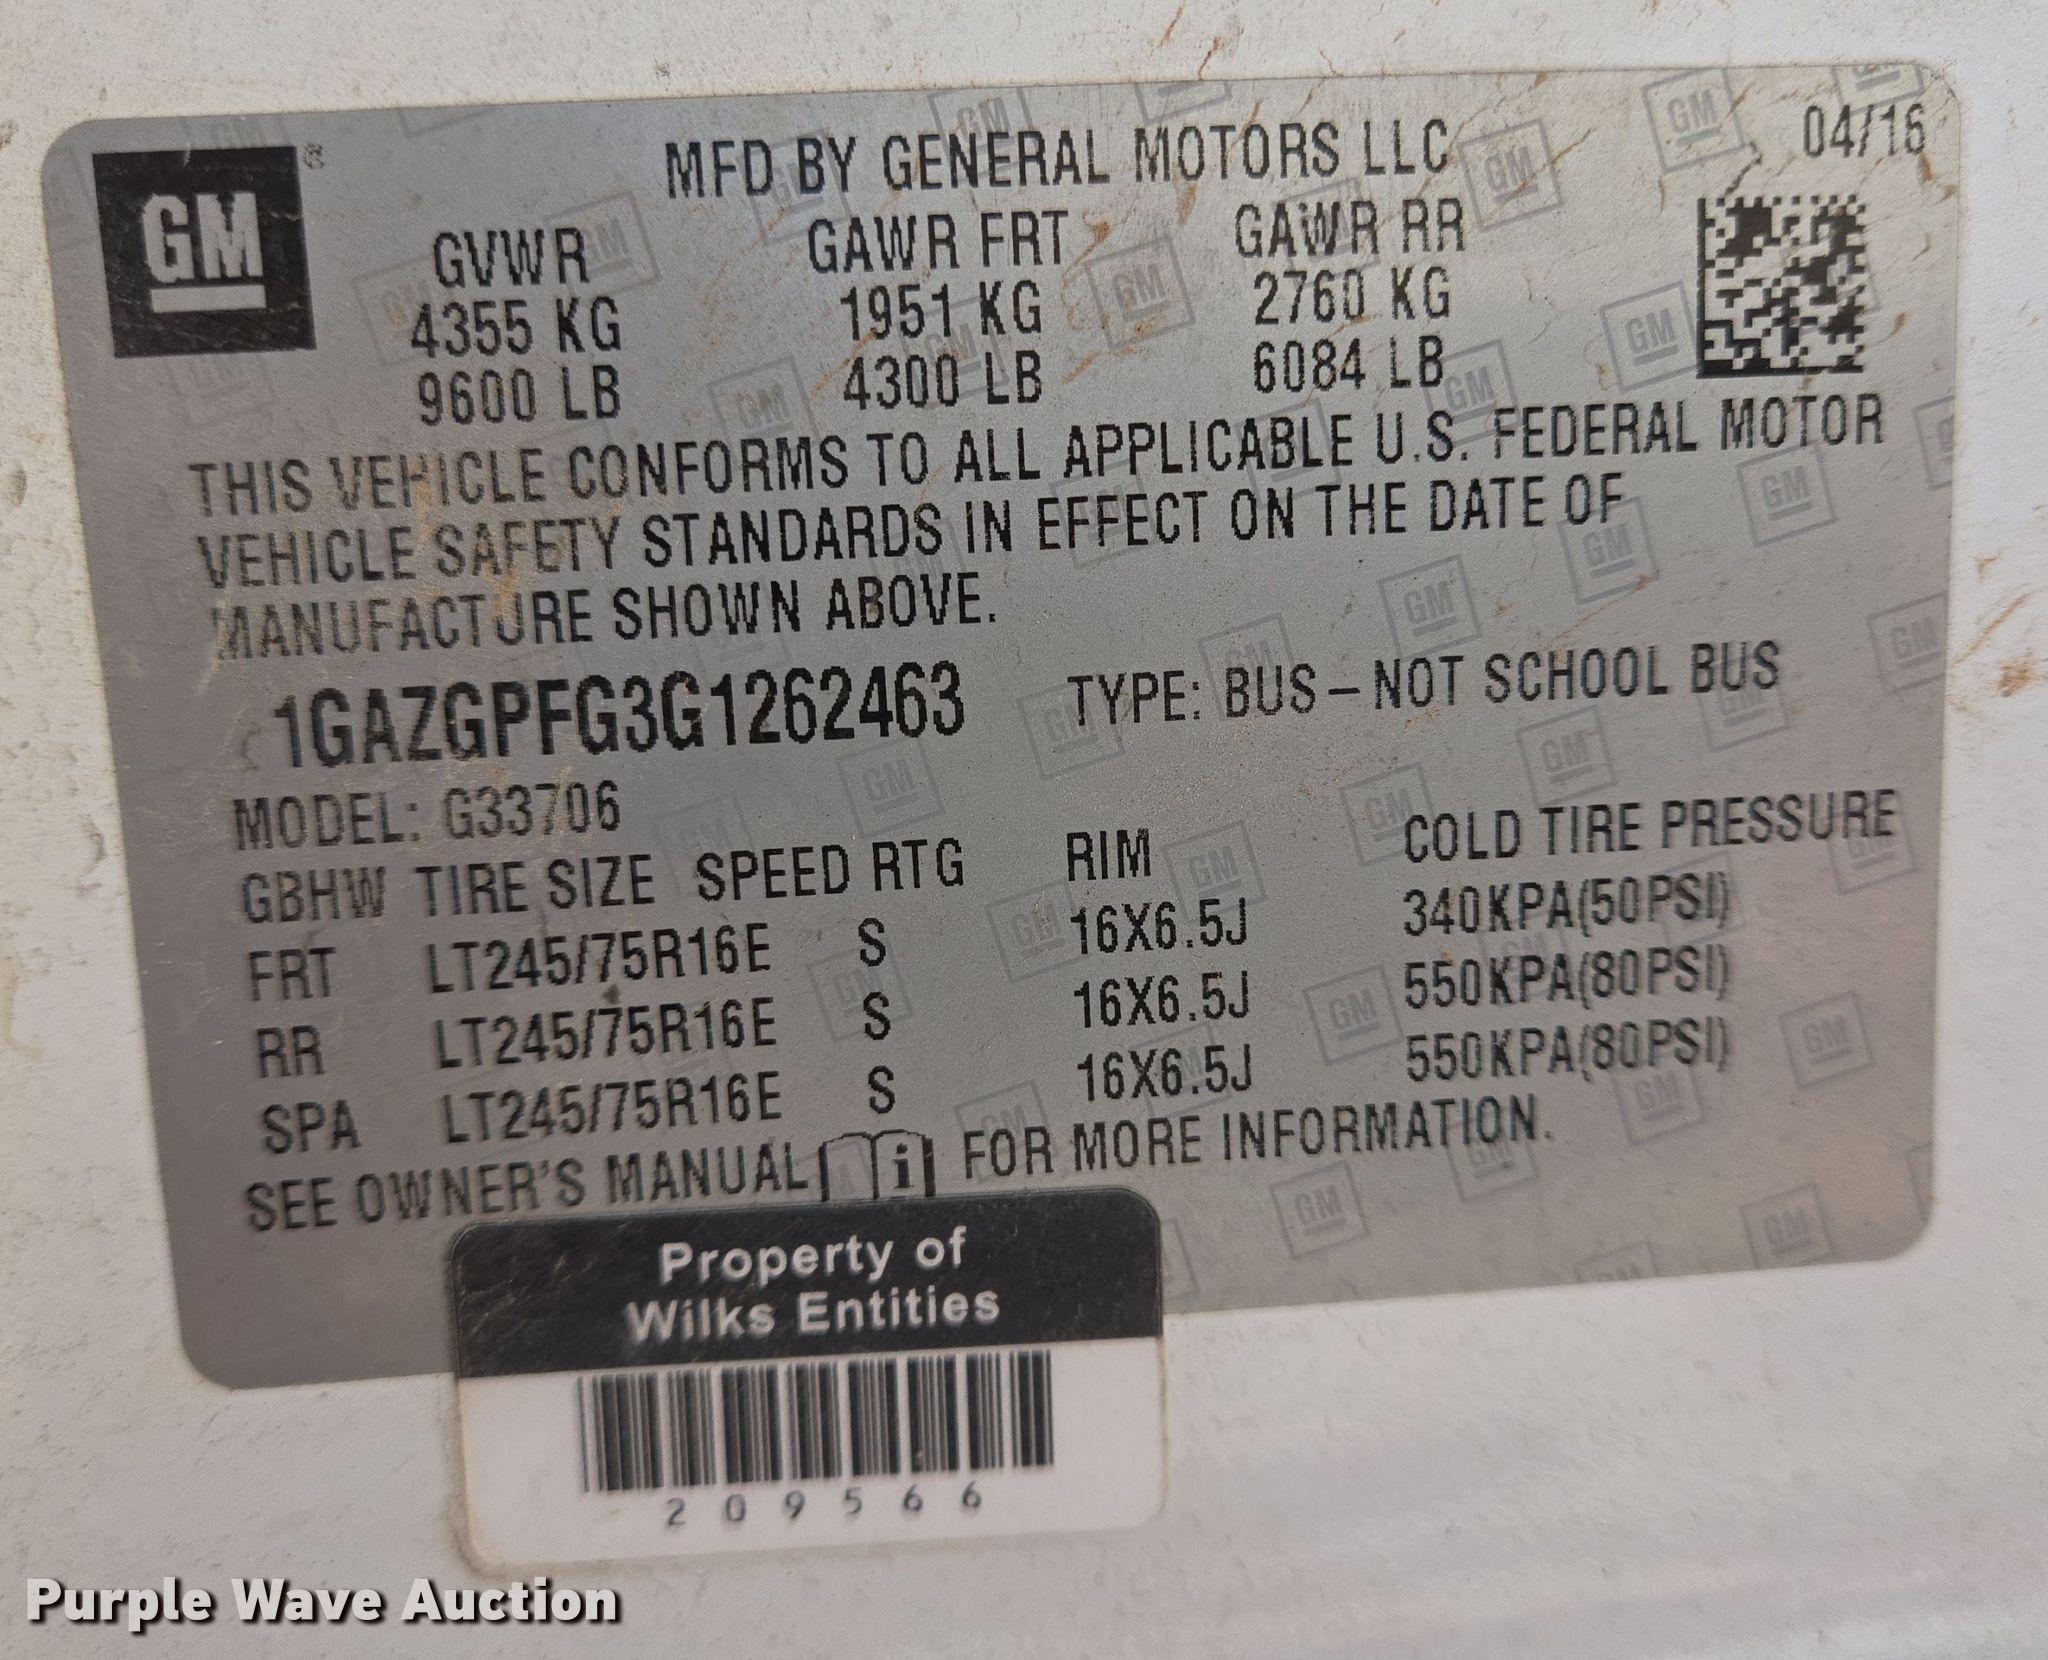 GM ®
MFD BY GENERAL MOTORS LLC 04/16
GVWR GAWR FRT GAWR RR
4355 KG 1951 KG 2760 KG
9600 LB 4300 LB 6084 LB
THIS VEHICLE CONFORMS TO ALL APPLICABLE U.S. FEDERAL MOTOR
VEHICLE SAFETY STANDARDS IN EFFECT ON THE DATE OF
MANUFACTURE SHOWN ABOVE.
1GAZGPFG3G1262463 TYPE: BUS – NOT SCHOOL BUS
MODEL: G33706
GBHW TIRE SIZE SPEED RTG RIM COLD TIRE PRESSURE
FRT LT245/75R16E S 16X6.5J 340KPA(50PSI)
RR LT245/75R16E S 16X6.5J 550KPA(80PSI)
SPA LT245/75R16E S 16X6.5J 550KPA(80PSI)
SEE OWNER'S MANUAL i FOR MORE INFORMATION.
Property of
Wilks Entities
209566
Purple Wave Auction